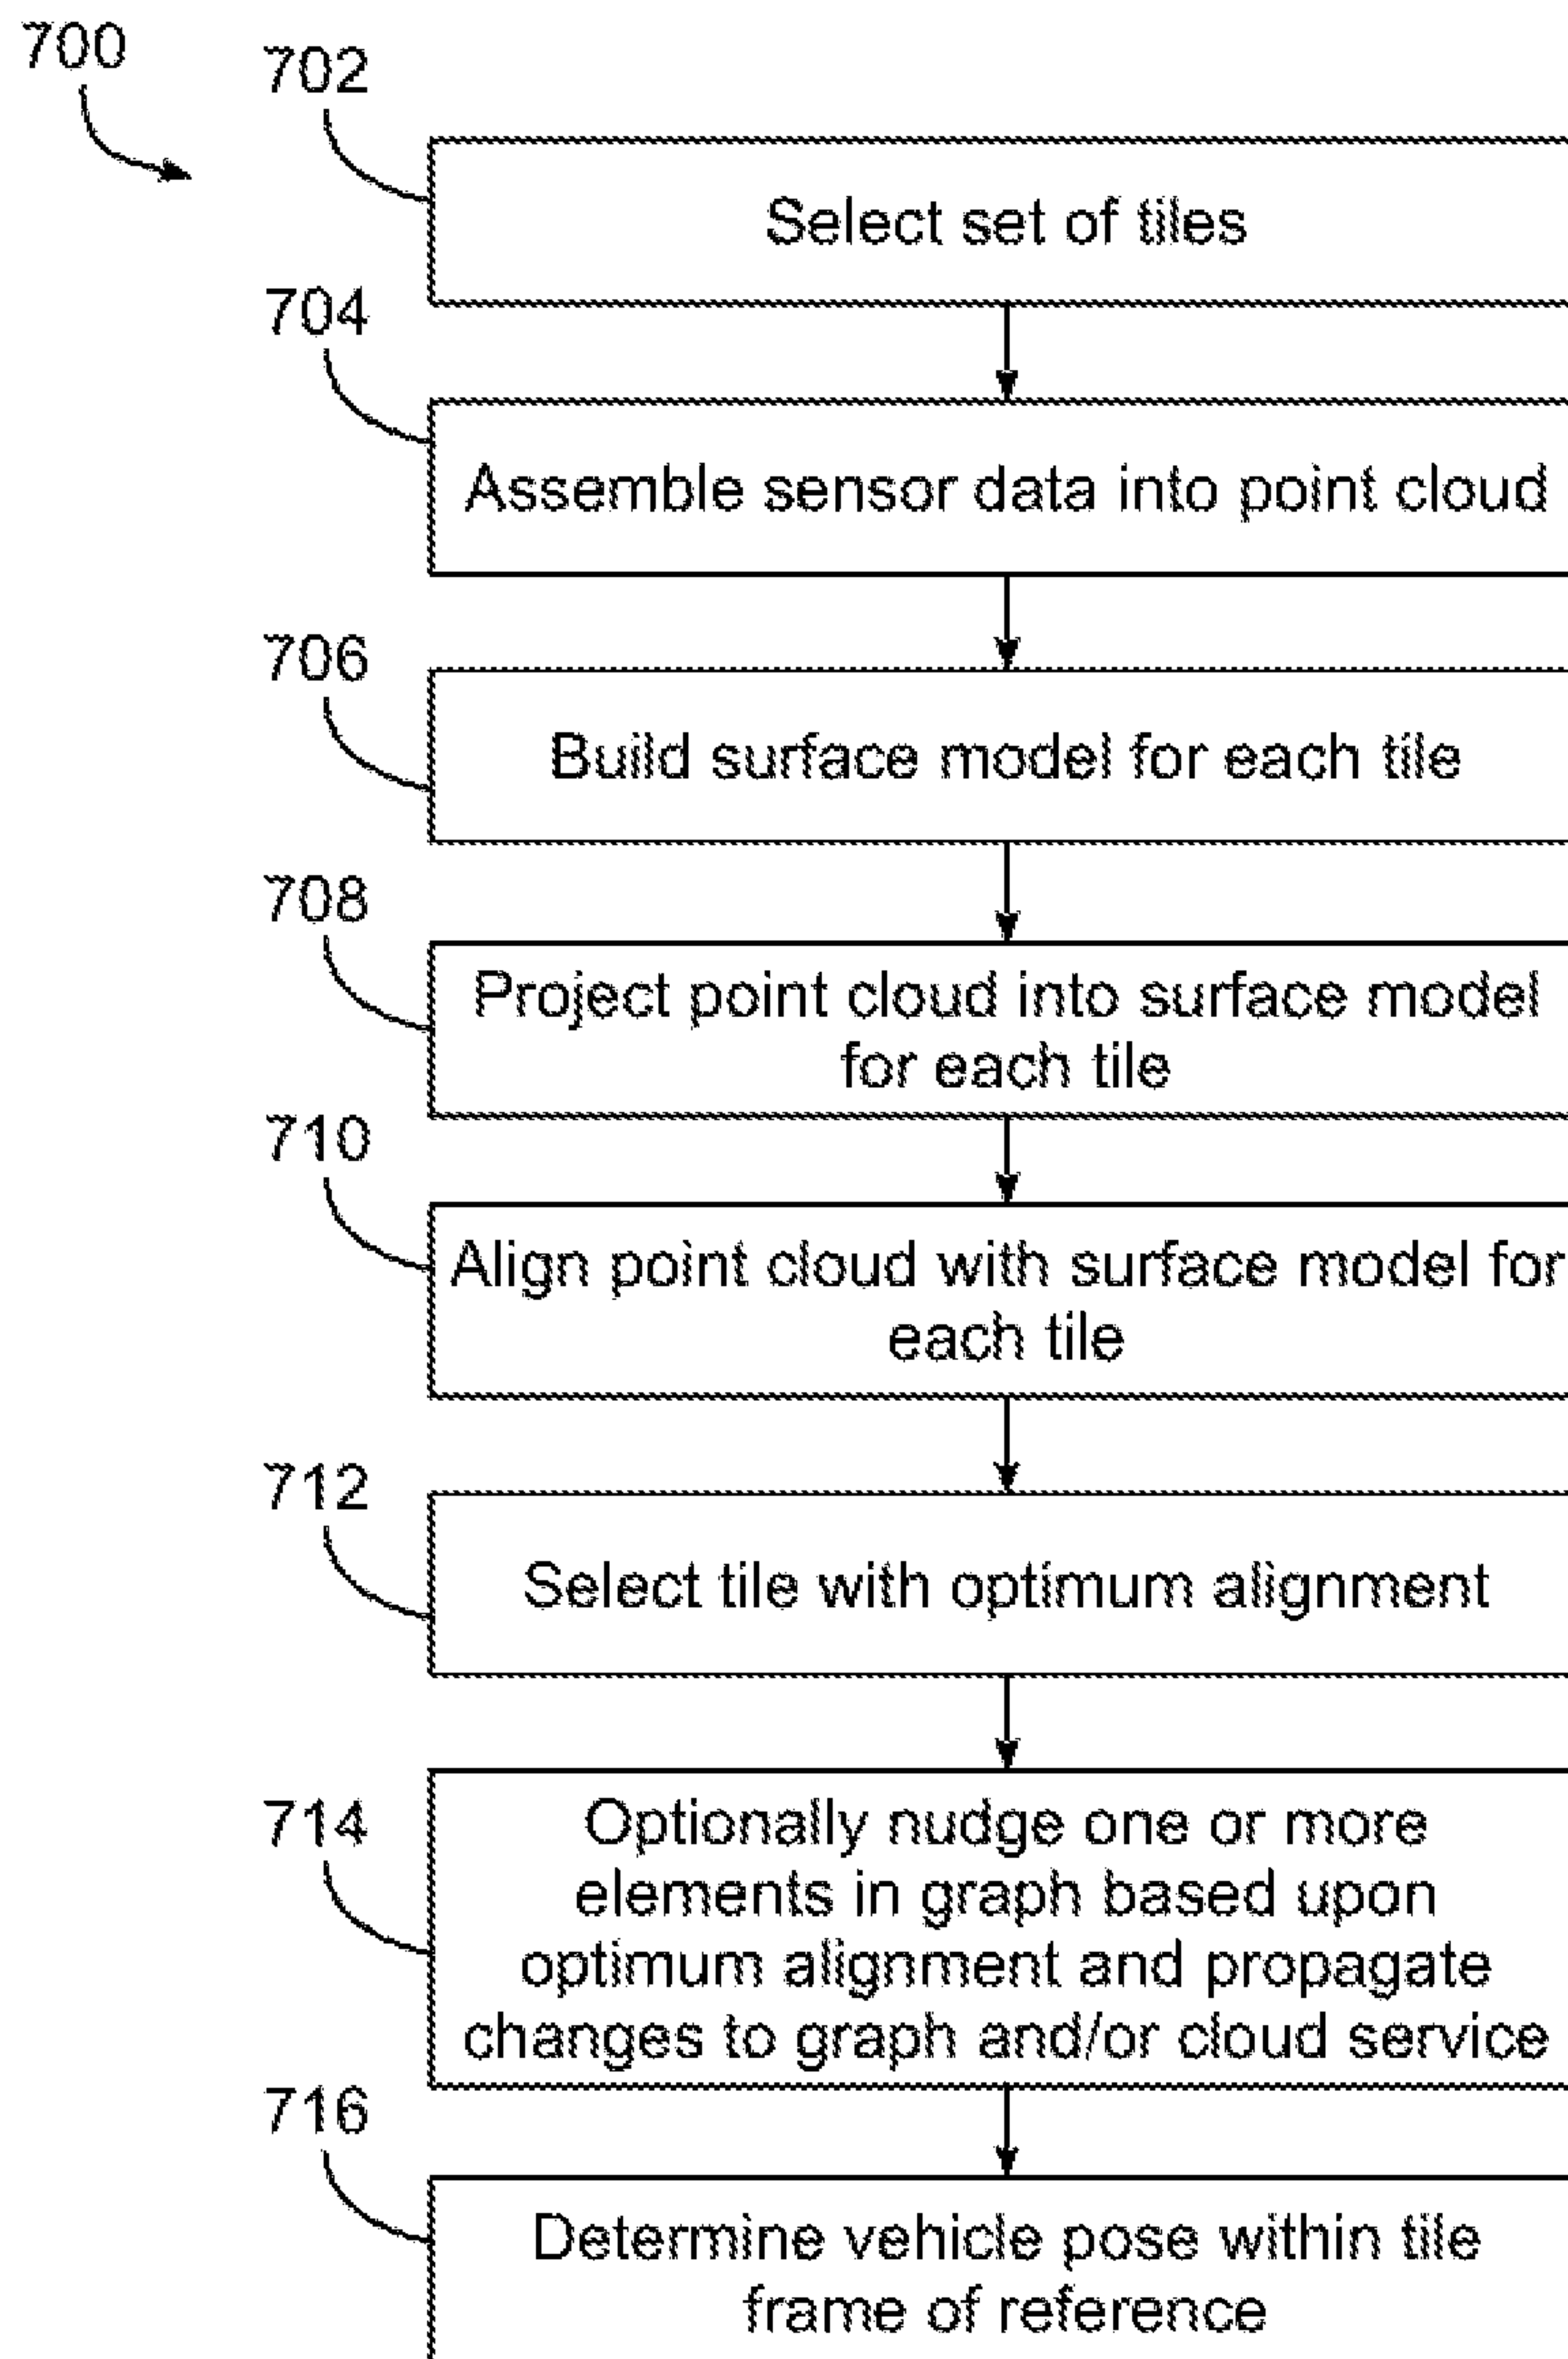 700
702
Select set of tiles
704
Assemble sensor data into point cloud
706
Build surface model for each tile
708
Project point cloud into surface model
for each tile
710
Align point cloud with surface model for
each tile
712
Select tile with optimum alignment
714
Optionally nudge one or more
elements in graph based upon
optimum alignment and propagate
changes to graph and/or cloud service
716
Determine vehicle pose within tile
frame of reference